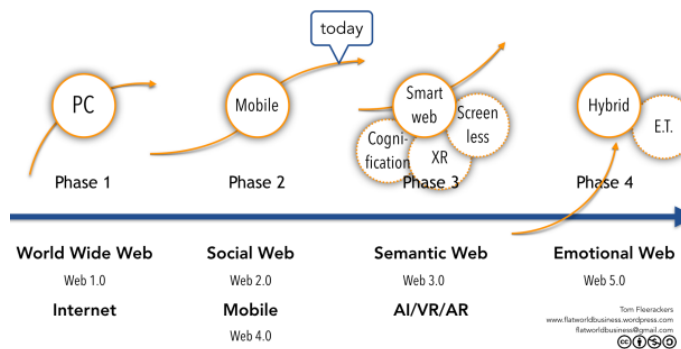 today
PC
Mobile
Smart
web
Screen
less
Cogni-
fication
XR
Hybrid
E.T.
Phase 1
Phase 2
Phase 3
Phase 4
World Wide Web
Social Web
Semantic Web
Emotional Web
Web 1.0
Web 2.0
Web 3.0
Web 5.0
Internet
Mobile
AI/VR/AR
Web 4.0
Tom Fleerackers
www.flatworldbusiness.wordpress.com
flatworldbusiness@gmail.com